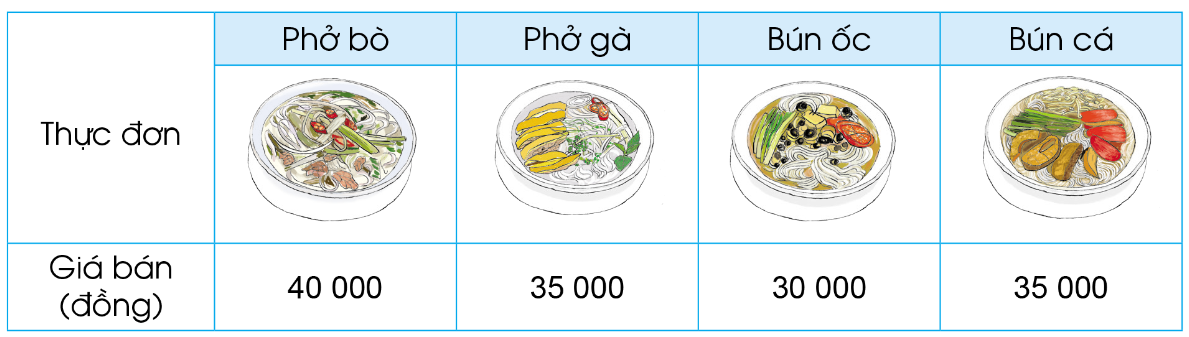 Phở bò Phở gà Bún ốc Bún cá
Thực đơn
Giá bán
(đồng)
40 000 35 000 30 000 35 000